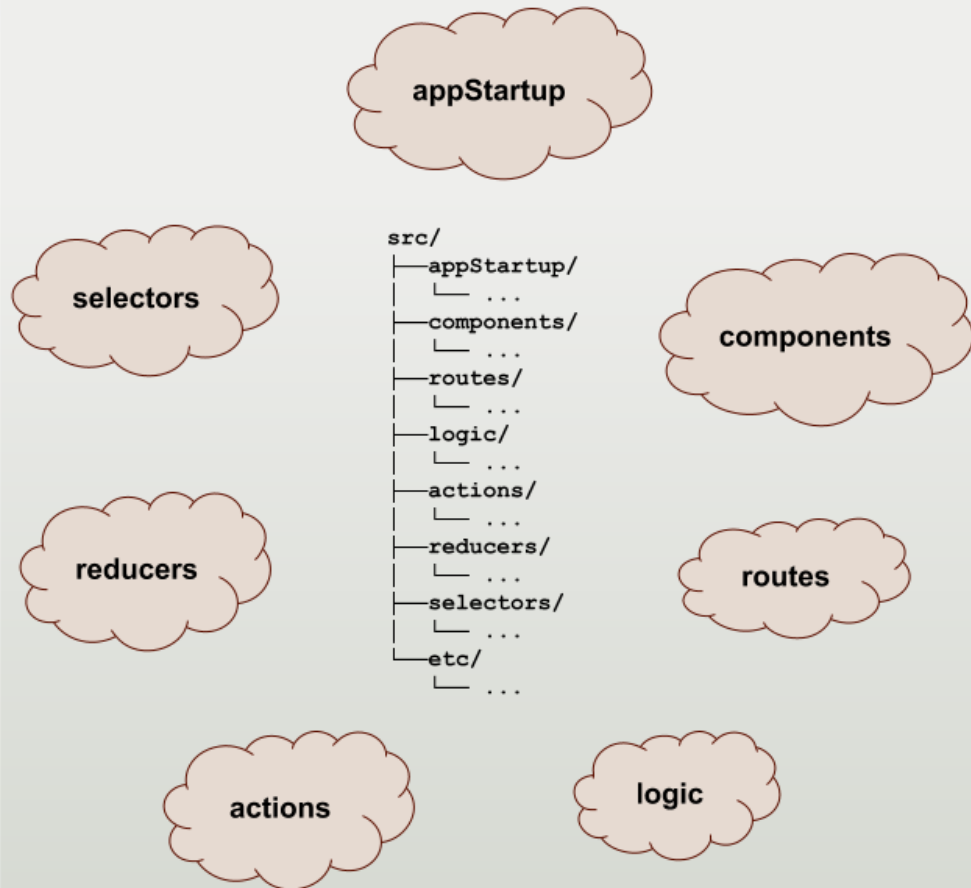 appStartup
selectors
components
src/
├──appStartup/
│  └── ...
├──components/
│  └── ...
├──routes/
│  └── ...
├──logic/
│  └── ...
├──actions/
│  └── ...
├──reducers/
│  └── ...
├──selectors/
│  └── ...
└──etc/
   └── ...
reducers
routes
actions
logic